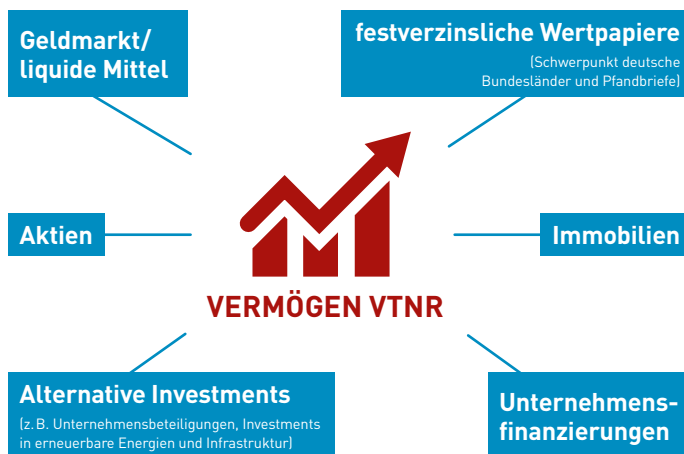 Geldmarkt/
liquide Mittel
festverzinsliche Wertpapiere
(Schwerpunkt deutsche
Bundesländer und Pfandbriefe)
Aktien
Immobilien
VERMÖGEN VTNR
Alternative Investments
(z. B. Unternehmensbeteiligungen, Investments
in erneuerbare Energien und Infrastruktur)
Unternehmens-
finanzierungen